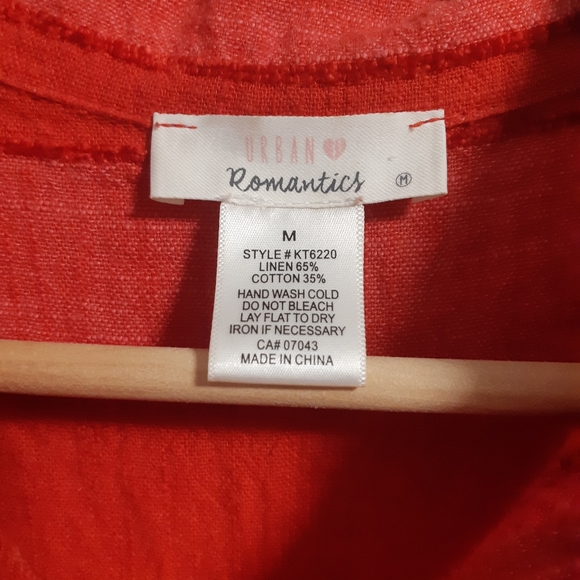 URBAN
Romantics
M
M
STYLE # KT6220
LINEN 65%
COTTON 35%
HAND WASH COLD
DO NOT BLEACH
LAY FLAT TO DRY
IRON IF NECESSARY
CA# 07043
MADE IN CHINA